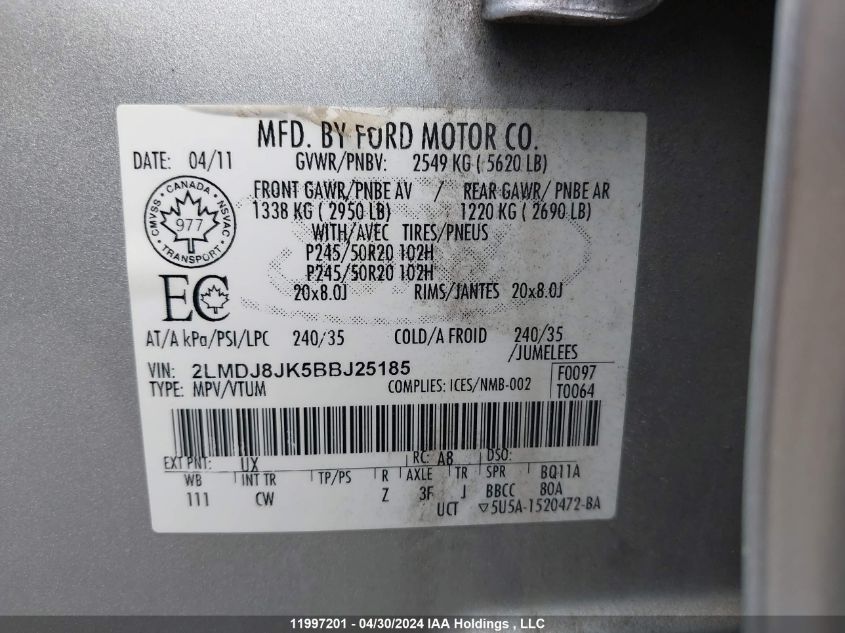 MFD. BY FORD MOTOR CO.
DATE: 04/11 GVWR/PNBV: 2549 KG ( 5620 LB)
FRONT GAWR/PNBE AV / REAR GAWR/ PNBE AR
1338 KG ( 2950 LB) 1220 KG ( 2690 LB)
WITH/AVEC TIRES/PNEUS
P245/50R20 102H
P245/50R20 102H
20x8.0J RIMS/JANTES 20x8.0J
CANADA
CMVSS NSVAC
977
TRANSPORT
EC
AT/A kPa/PSI/LPC 240/35 COLD/A FROID 240/35
/JUMELEES
VIN: 2LMDJ8JK5BBJ25185 F0097
TYPE: MPV/VTUM COMPLIES: ICES/NMB-002 T0064
EXT PNT: UX RC: A8 DSO:
WB INT TR TP/PS R AXLE TR SPR BQ11A
111 CW Z 3F J BBCC 80A
UCT ▽5U5A-1520472-BA
11997201 - 04/30/2024 IAA Holdings , LLC